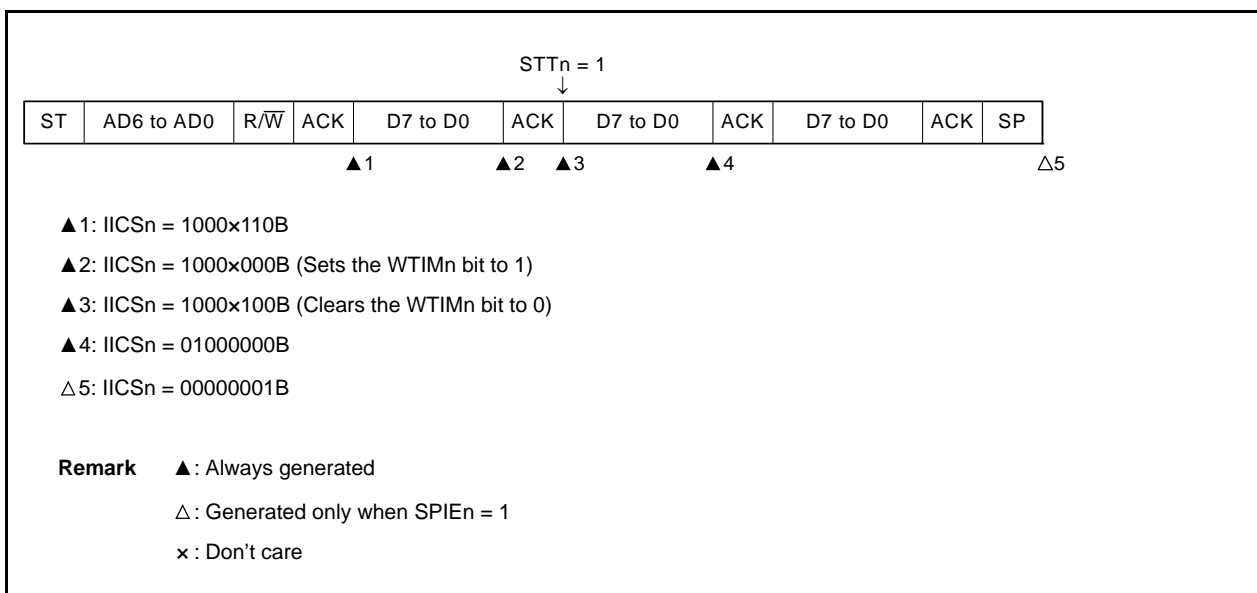 STTn = 1
↓
ST AD6 to AD0 R/W̅ ACK D7 to D0 ACK D7 to D0 ACK D7 to D0 ACK SP
▲1 ▲2 ▲3 ▲4 △5
▲1: IICSn = 1000×110B
▲2: IICSn = 1000×000B (Sets the WTIMn bit to 1)
▲3: IICSn = 1000×100B (Clears the WTIMn bit to 0)
▲4: IICSn = 01000000B
△5: IICSn = 00000001B
Remark ▲: Always generated
△: Generated only when SPIEn = 1
×: Don't care